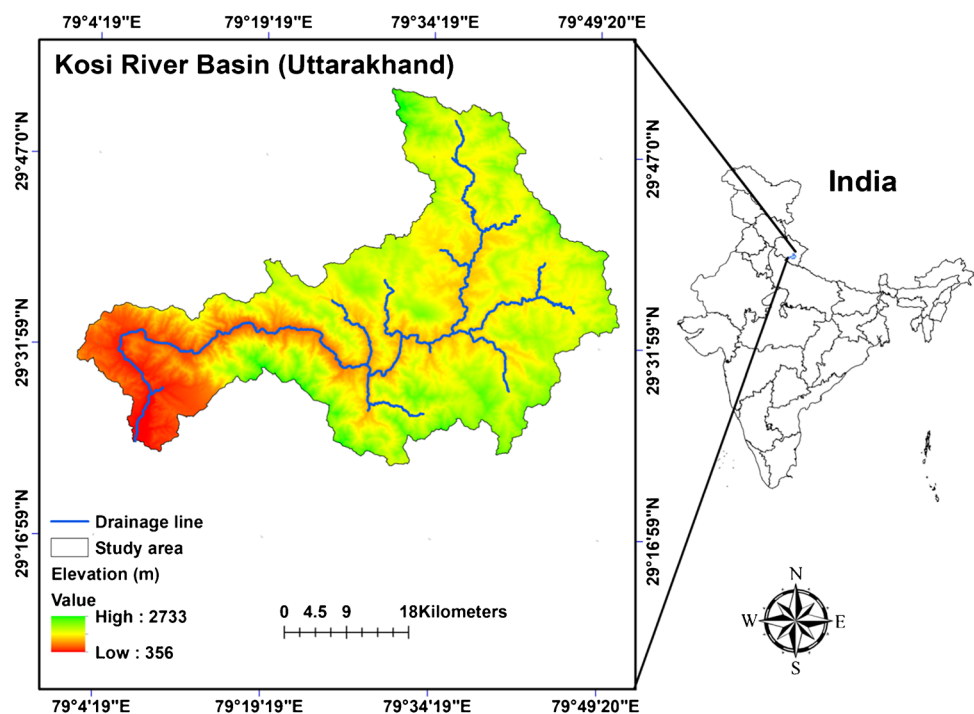 79°4'19"E 79°19'19"E 79°34'19"E 79°49'20"E
Kosi River Basin (Uttarakhand)
India
29°47'0"N
29°47'0"N
29°31'59"N
29°31'59"N
29°16'59"N
29°16'59"N
Drainage line
Study area
Elevation (m)
Value
High : 2733
Low : 356
0 4.5 9 18Kilometers
N
W E
S
79°4'19"E 79°19'19"E 79°34'19"E 79°49'20"E